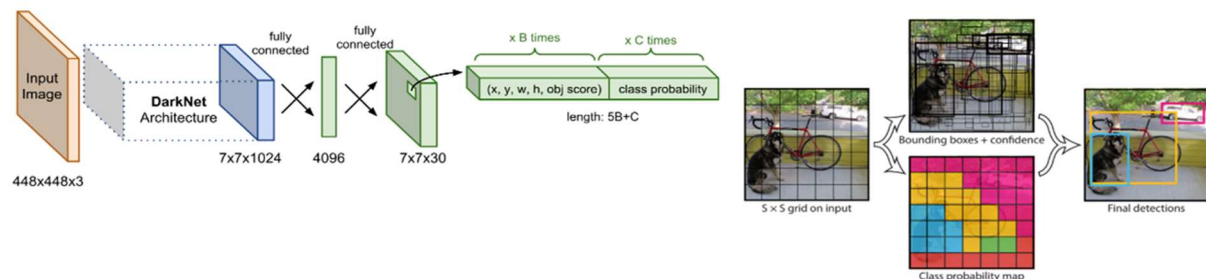 Input
Image
448x448x3
DarkNet
Architecture
7x7x1024
fully
connected
4096
fully
connected
7x7x30
x B times
x C times
(x, y, w, h, obj score)
class probability
length: 5B+C
S × S grid on input
Bounding boxes + confidence
Class probability map
Final detections